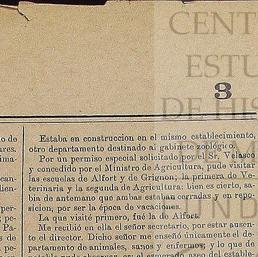 CENT
ESTU
DE HIS
3
Estaba en construccion en el mismo establecimiento,
otro departamento destinado al gabinete zoológico.
Por un permiso especial solicitado por el Sr. Velasco
y concedido por el Ministro de Agricultura, pude visitar
las escuelas de Alfort y de Grignon; la primera de Ve-
terinaria y la segunda de Agricultura: bien es cierto, sa-
bia de antemano que ambas estaban cerradas y en repo-
sicion, por ser la época de vacaciones.
La que visité primero, fué la de Alfort.
Me recibió en ella el señor secretario, por estar ausen-
te el director. Dicho señor me enseñó únicamente el de-
partamento de animales, sanos y enfermos, y lo que de